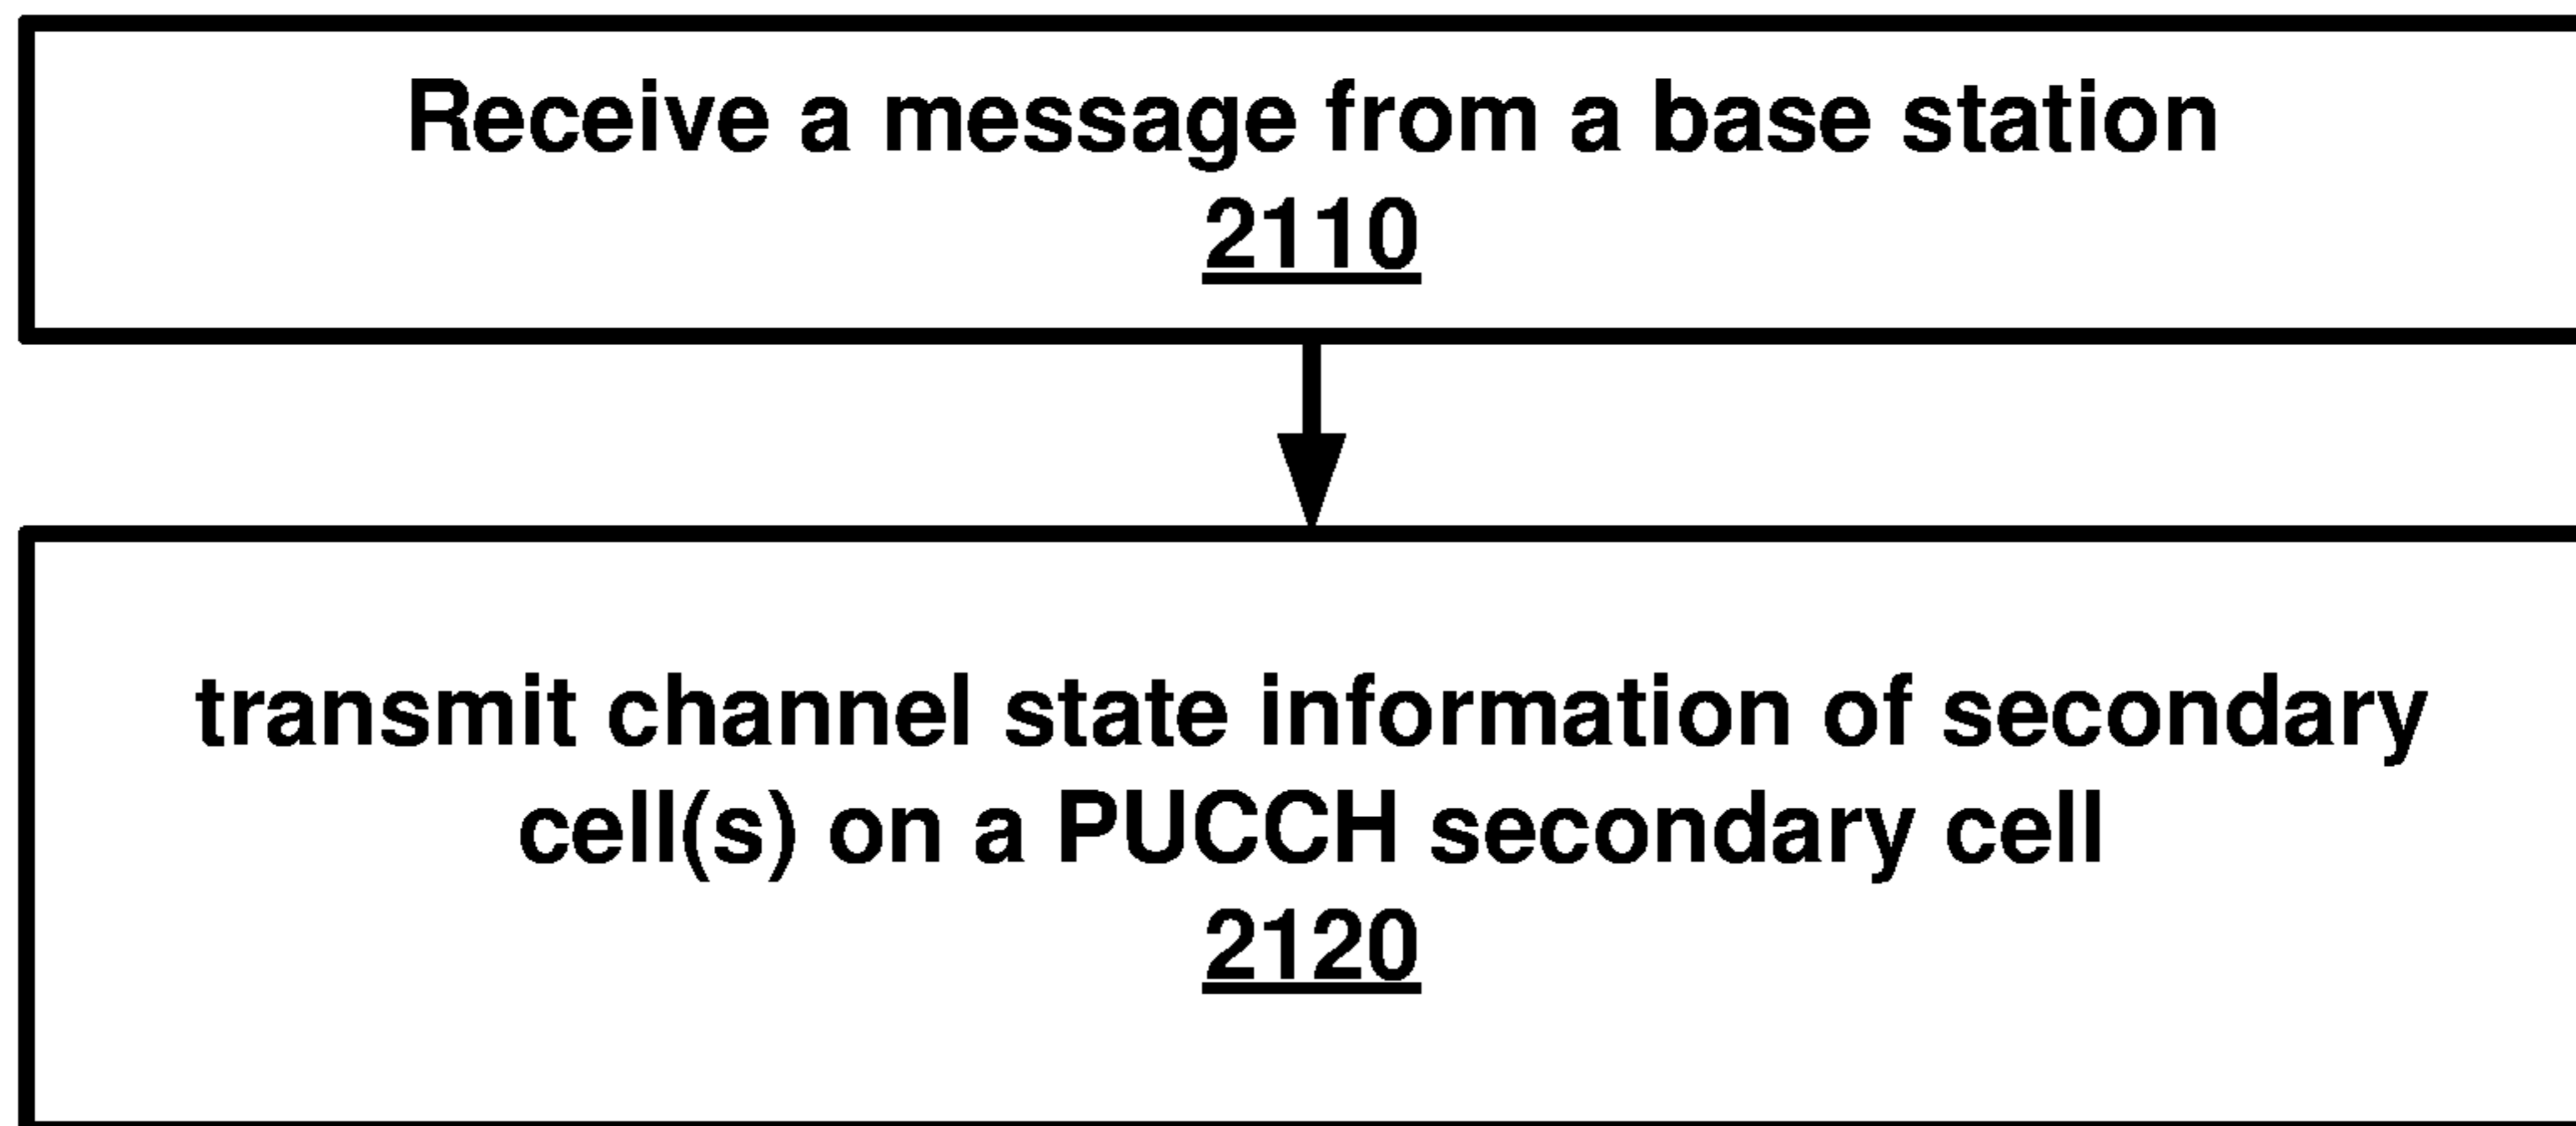 Receive a message from a base station
2110
transmit channel state information of secondary
cell(s) on a PUCCH secondary cell
2120